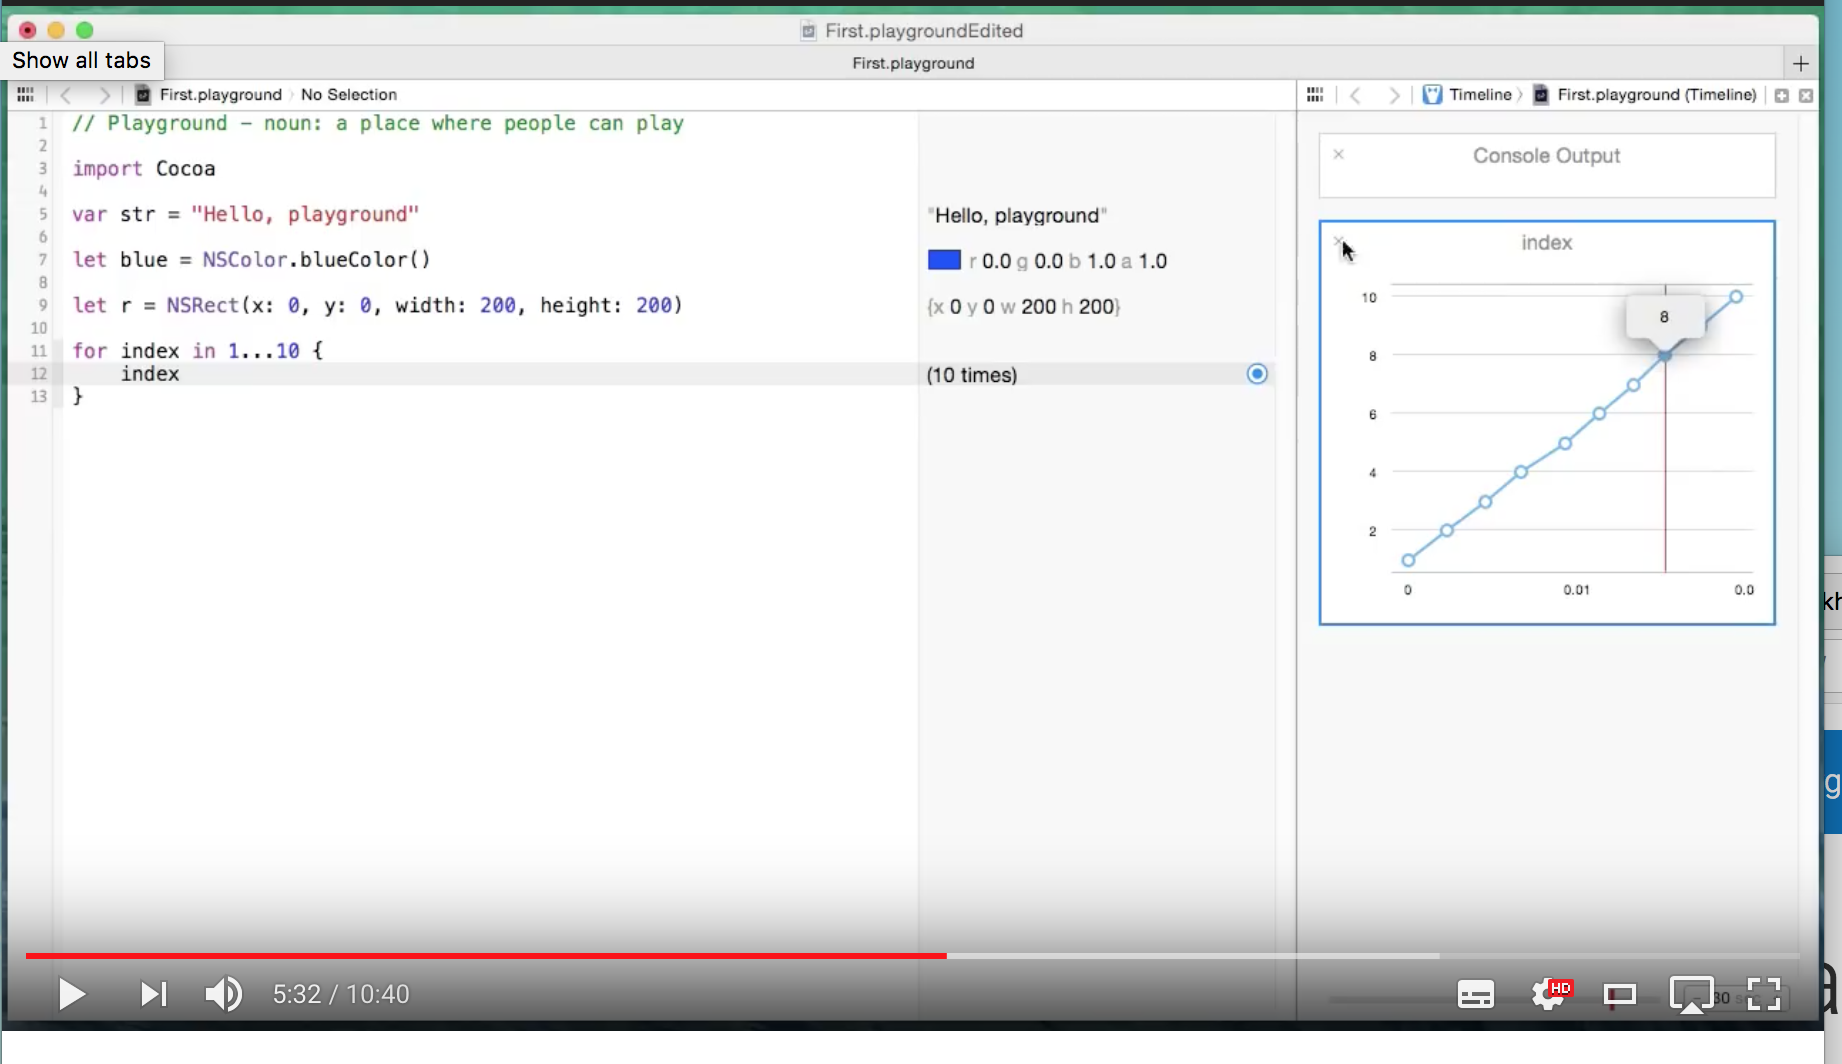 First.playgroundEdited
Show all tabs
First.playground
First.playground No Selection
Timeline First.playground (Timeline)
1 // Playground – noun: a place where people can play
2
3 import Cocoa
4
5 var str = "Hello, playground"
6
7 let blue = NSColor.blueColor()
8
9 let r = NSRect(x: 0, y: 0, width: 200, height: 200)
10
11 for index in 1...10 {
12 index
13 }
"Hello, playground"
r 0.0 g 0.0 b 1.0 a 1.0
{x 0 y 0 w 200 h 200}
(10 times)
Console Output
index
10
8
8
6
4
2
0 0.01 0.0
kh
g
a
5:32 / 10:40
HD
30